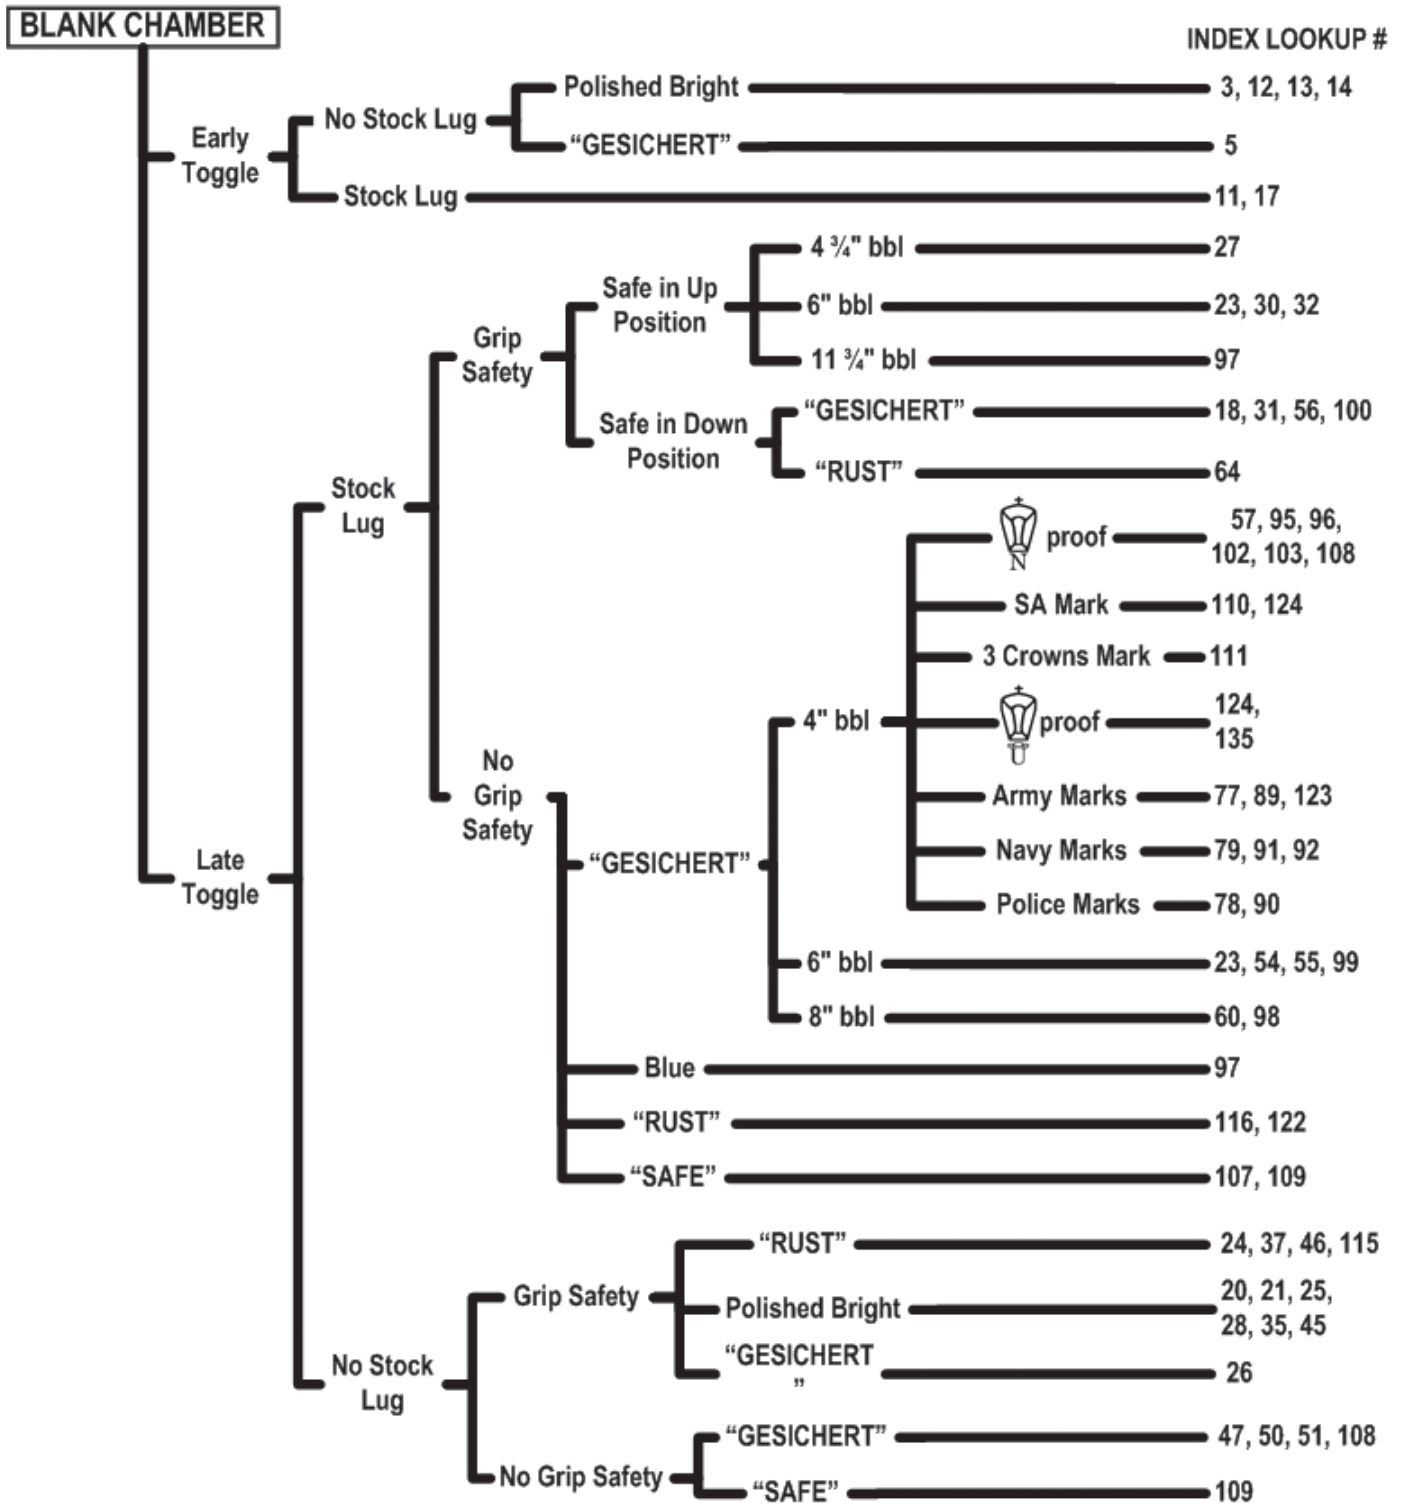 BLANK CHAMBER
INDEX LOOKUP #
Early
Toggle
No Stock Lug
Polished Bright
3, 12, 13, 14
“GESICHERT”
5
Stock Lug
11, 17
Late
Toggle
Stock
Lug
Grip
Safety
Safe in Up
Position
4 ¾" bbl
27
6" bbl
23, 30, 32
11 ¾" bbl
97
Safe in Down
Position
“GESICHERT”
18, 31, 56, 100
“RUST”
64
No
Grip
Safety
“GESICHERT”
4" bbl
N
proof
57, 95, 96,
102, 103, 108
SA Mark
110, 124
3 Crowns Mark
111
U
proof
124,
135
Army Marks
77, 89, 123
Navy Marks
79, 91, 92
Police Marks
78, 90
6" bbl
23, 54, 55, 99
8" bbl
60, 98
Blue
97
“RUST”
116, 122
“SAFE”
107, 109
No Stock
Lug
Grip Safety
“RUST”
24, 37, 46, 115
Polished Bright
20, 21, 25,
28, 35, 45
“GESICHERT
”
26
No Grip Safety
“GESICHERT”
47, 50, 51, 108
“SAFE”
109